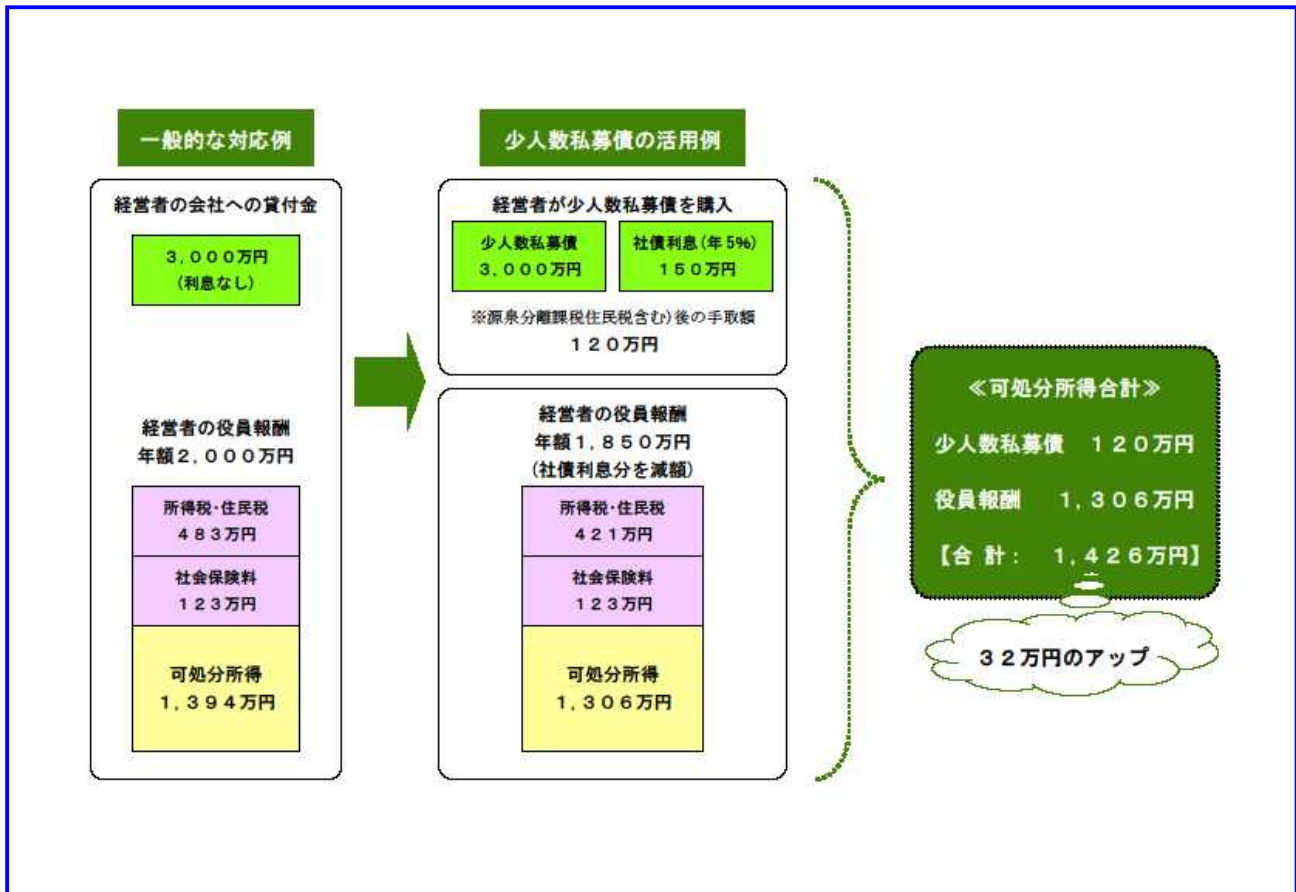 一般的な対応例
経営者の会社への貸付金
３,０００万円
(利息なし)
経営者の役員報酬
年額２,０００万円
所得税･住民税
４８３万円
社会保険料
１２３万円
可処分所得
１,３９４万円
少人数私募債の活用例
経営者が少人数私募債を購入
少人数私募債
３,０００万円
社債利息(年5%)
１５０万円
※源泉分離課税住民税含む)後の手取額
１２０万円
経営者の役員報酬
年額１,８５０万円
(社債利息分を減額)
所得税･住民税
４２１万円
社会保険料
１２３万円
可処分所得
１,３０６万円
≪可処分所得合計≫
少人数私募債　１２０万円
役員報酬　１,３０６万円
【合 計：　１,４２６万円】
３２万円のアップ